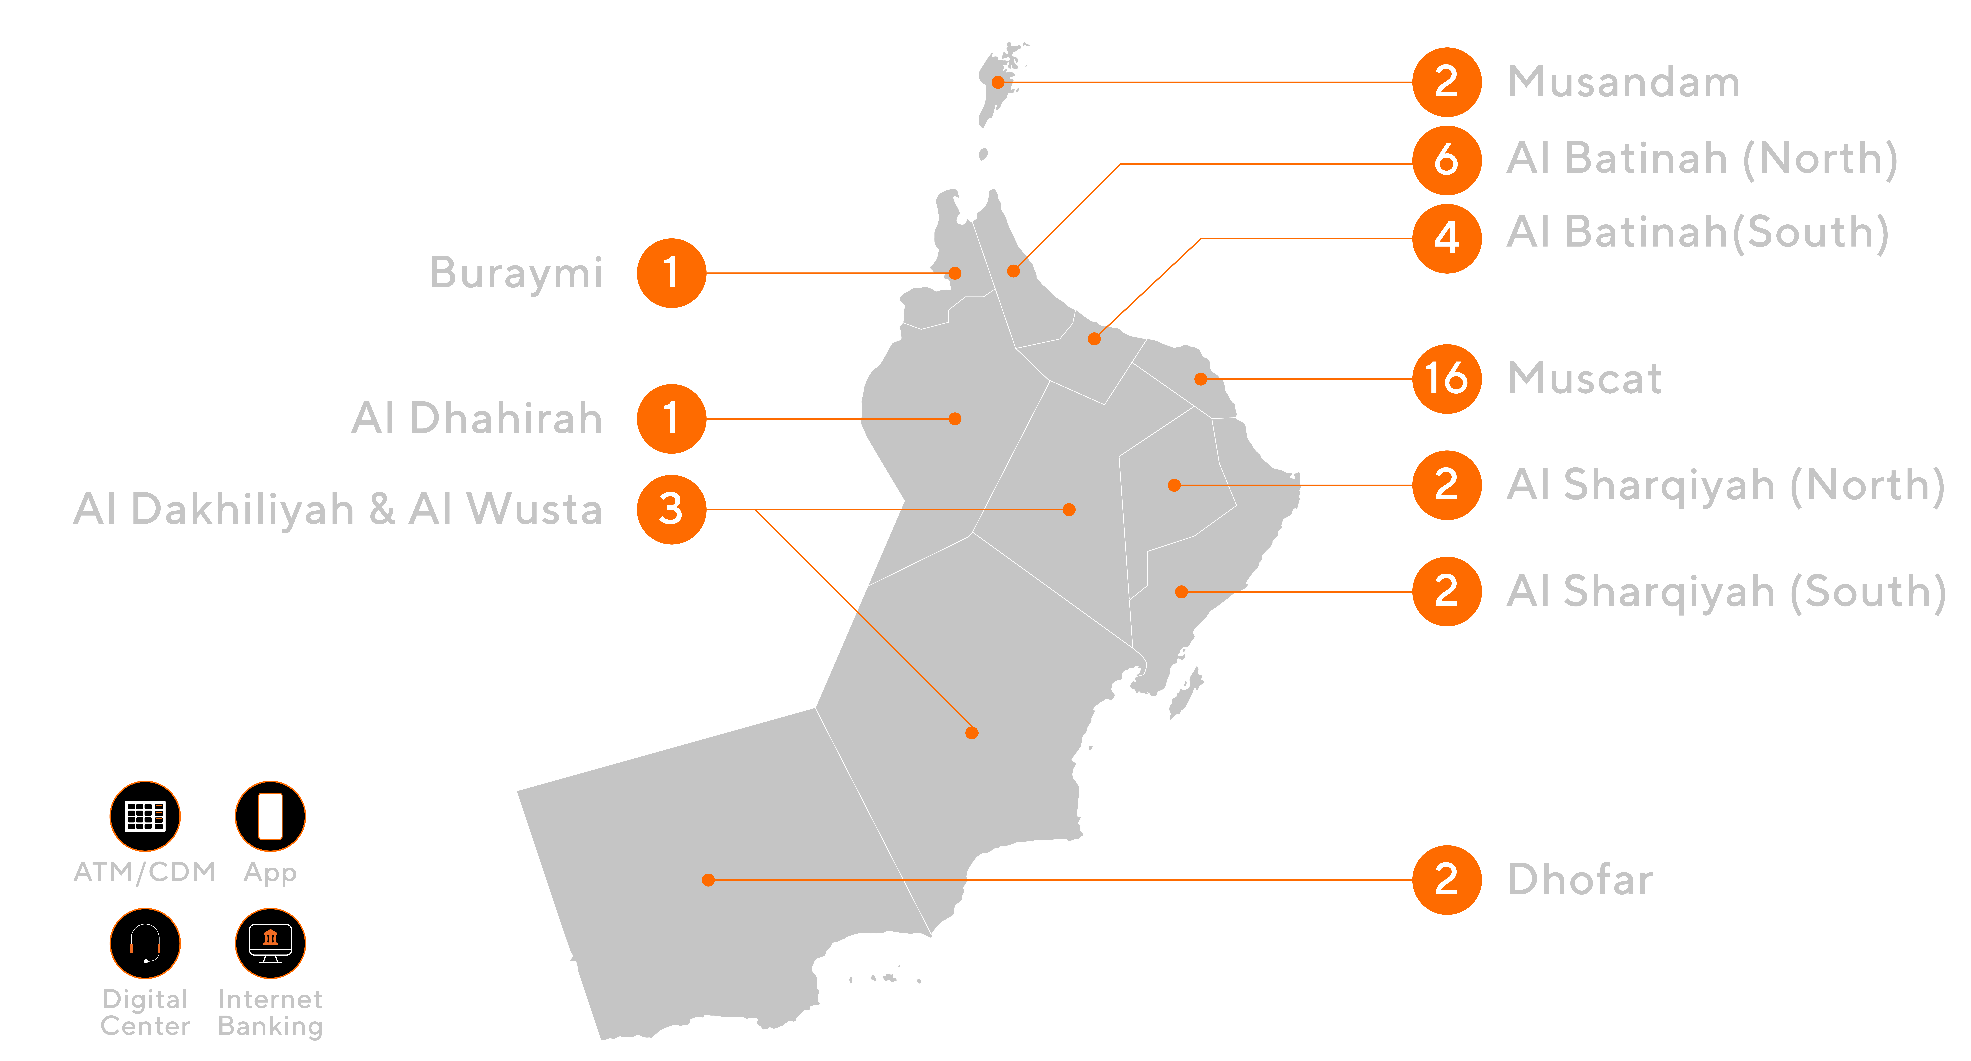 2 Musandam
6 Al Batinah (North)
4 Al Batinah(South)
Buraymi 1
16 Muscat
Al Dhahirah 1
2 Al Sharqiyah (North)
Al Dakhiliyah & Al Wusta 3
2 Al Sharqiyah (South)
2 Dhofar
ATM/CDM App
Digital Center
Internet Banking